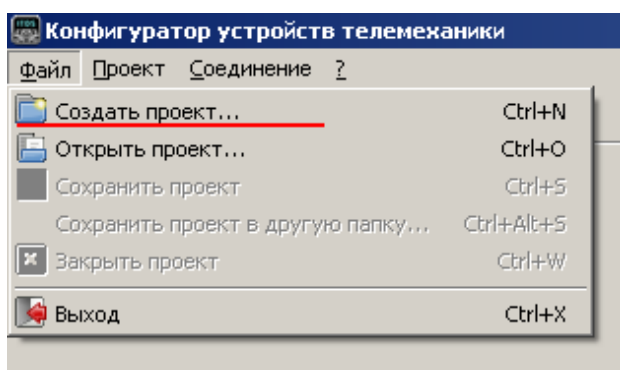 Конфигуратор устройств телемеханики
Файл Проект Соединение ?
Создать проект... Ctrl+N
Открыть проект... Ctrl+O
Сохранить проект Ctrl+S
Сохранить проект в другую папку... Ctrl+Alt+S
Закрыть проект Ctrl+W
Выход Ctrl+X